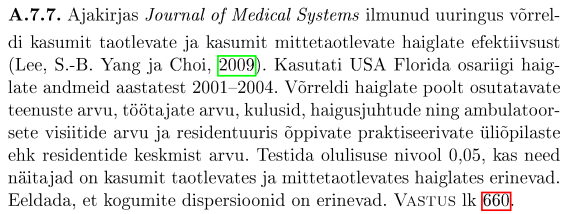 A.7.7. Ajakirjas Journal of Medical Systems ilmunud uuringus võrrel-
di kasumit taotlevate ja kasumit mittetaotlevate haiglate efektiivsust
(Lee, S.-B. Yang ja Choi, 2009). Kasutati USA Florida osariigi haig-
late andmeid aastatest 2001–2004. Võrreldi haiglate poolt osutatavate
teenuste arvu, töötajate arvu, kulusid, haigusjuhtude ning ambulatoor-
sete visiitide arvu ja residentuuris õppivate praktiseerivate üliõpilaste
ehk residentide keskmist arvu. Testida olulisuse nivool 0,05, kas need
näitajad on kasumit taotlevates ja mittetaotlevates haiglates erinevad.
Eeldada, et kogumite dispersioonid on erinevad. VASTUS lk 660.